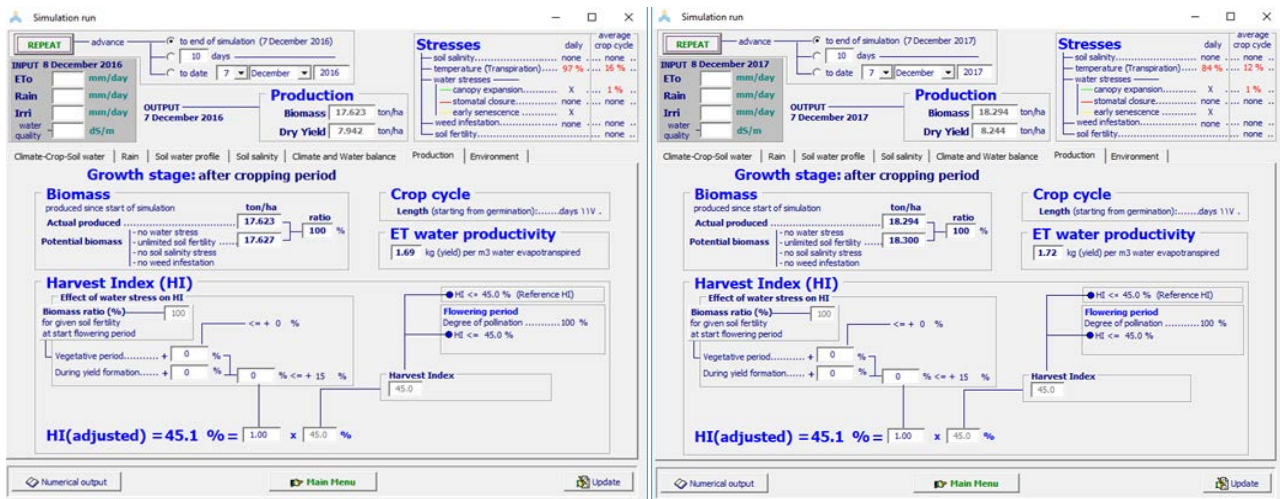 Simulation run
REPEAT
advance
to end of simulation (7 December 2016)
10 days
to date 7 December 2016
INPUT 8 December 2016
ETo mm/day
Rain mm/day
Irri mm/day
water quality dS/m
OUTPUT
7 December 2016
Production
Biomass 17.623 ton/ha
Dry Yield 7.942 ton/ha
Stresses daily average crop cycle
soil salinity................ none .... none ..
temperature (Transpiration)..... 97 % ... 16 % ...
water stresses
canopy expansion........... X ... 1 % ..
stomatal closure........... none ... none ..
early senescence ........... X ...
weed infestation................ none ... none ..
soil fertility................ none ..
Climate-Crop-Soil water | Rain | Soil water profile | Soil salinity | Climate and Water balance | Production | Environment
Growth stage: after cropping period
Biomass
produced since start of simulation ton/ha
Actual produced ........................ 17.623
ratio
100 %
Potential biomass
- no water stress
- unlimited soil fertility .... 17.627
- no soil salinity stress
- no weed infestation
Crop cycle
Length (starting from germination):.......days ١١٧ .
ET water productivity
1.69 kg (yield) per m3 water evapotranspired
Harvest Index (HI)
Effect of water stress on HI
Biomass ratio (%) 100
for given soil fertility
at start flowering period
<= + 0 %
Vegetative period........... + 0 %
During yield formation...... + 0 %
0 % <= + 15 %
HI <= 45.0 % (Reference HI)
Flowering period
Degree of pollination ...........100 %
HI <= 45.0 %
Harvest Index
45.0
HI(adjusted) =45.1 %= 1.00 x 45.0 %
Numerical output
Main Menu
Update
Simulation run
REPEAT
advance
to end of simulation (7 December 2017)
10 days
to date 7 December 2017
INPUT 8 December 2017
ETo mm/day
Rain mm/day
Irri mm/day
water quality dS/m
OUTPUT
7 December 2017
Production
Biomass 18.294 ton/ha
Dry Yield 8.244 ton/ha
Stresses daily average crop cycle
soil salinity................ none .... none ..
temperature (Transpiration)..... 84 % ... 12 % ...
water stresses
canopy expansion........... X ... 1 % ..
stomatal closure........... none ... none ..
early senescence ........... X ...
weed infestation................ none ... none ..
soil fertility................ none ..
Climate-Crop-Soil water | Rain | Soil water profile | Soil salinity | Climate and Water balance | Production | Environment
Growth stage: after cropping period
Biomass
produced since start of simulation ton/ha
Actual produced ........................ 18.294
ratio
100 %
Potential biomass
- no water stress
- unlimited soil fertility .... 18.300
- no soil salinity stress
- no weed infestation
Crop cycle
Length (starting from germination):.......days ١١٧ .
ET water productivity
1.72 kg (yield) per m3 water evapotranspired
Harvest Index (HI)
Effect of water stress on HI
Biomass ratio (%) 100
for given soil fertility
at start flowering period
<= + 0 %
Vegetative period........... + 0 %
During yield formation...... + 0 %
0 % <= + 15 %
HI <= 45.0 % (Reference HI)
Flowering period
Degree of pollination ...........100 %
HI <= 45.0 %
Harvest Index
45.0
HI(adjusted) =45.1 %= 1.00 x 45.0 %
Numerical output
Main Menu
Update